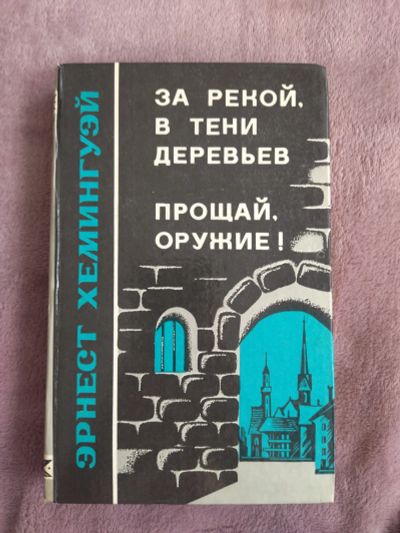 ЭРНЕСТ ХЕМИНГУЭЙ
ЗА РЕКОЙ,
В ТЕНИ
ДЕРЕВЬЕВ
ПРОЩАЙ,
ОРУЖИЕ!